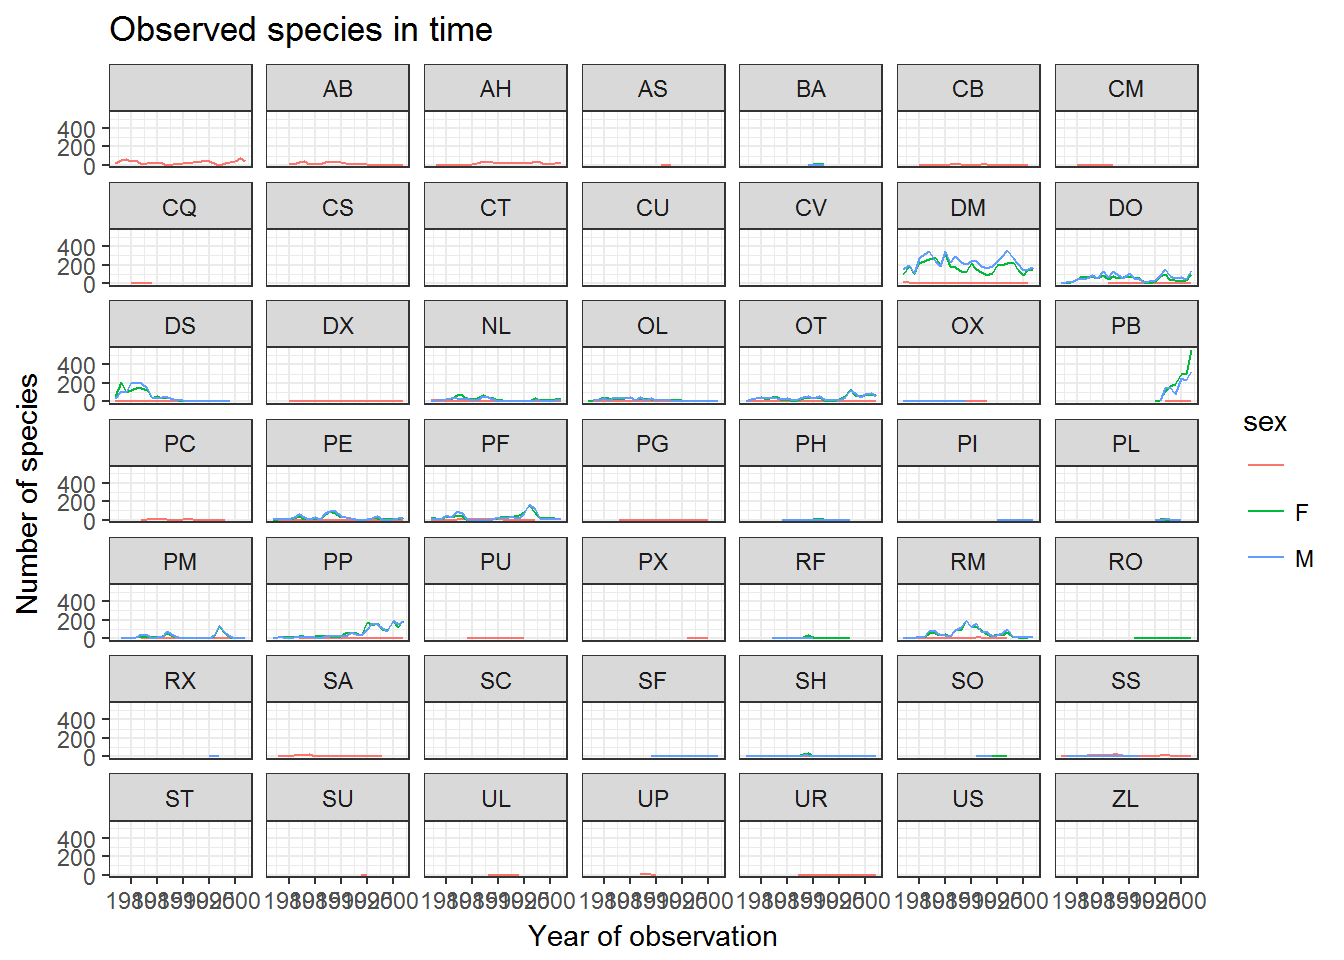 Observed species in time
AB AH AS BA CB CM
400
200
0
CQ CS CT CU CV DM DO
400
200
0
DS DX NL OL OT OX PB
400
200
0
PC PE PF PG PH PI PL
400
200
0
PM PP PU PX RF RM RO
400
200
0
RX SA SC SF SH SO SS
400
200
0
ST SU UL UP UR US ZL
400
200
0
Number of species
Year of observation
sex
F
M